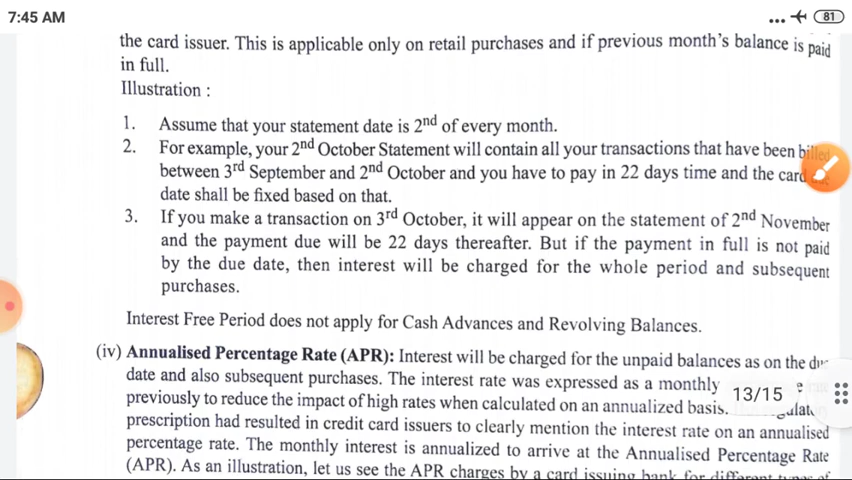 7:45 AM
81
the card issuer. This is applicable only on retail purchases and if previous month's balance is paid
in full.
Illustration :
1. Assume that your statement date is 2nd of every month.
2. For example, your 2nd October Statement will contain all your transactions that have been billed
between 3rd September and 2nd October and you have to pay in 22 days time and the card
date shall be fixed based on that.
3. If you make a transaction on 3rd October, it will appear on the statement of 2nd November
and the payment due will be 22 days thereafter. But if the payment in full is not paid
by the due date, then interest will be charged for the whole period and subsequent
purchases.
Interest Free Period does not apply for Cash Advances and Revolving Balances.
(iv) Annualised Percentage Rate (APR): Interest will be charged for the unpaid balances as on the due
date and also subsequent purchases. The interest rate was expressed as a monthly
13/15
previously to reduce the impact of high rates when calculated on an annualized basis.
prescription had resulted in credit card issuers to clearly mention the interest rate on an annualised
percentage rate. The monthly interest is annualized to arrive at the Annualised Percentage Rate
(APR). As an illustration, let us see the APR charges by a card issuing bank for different types of